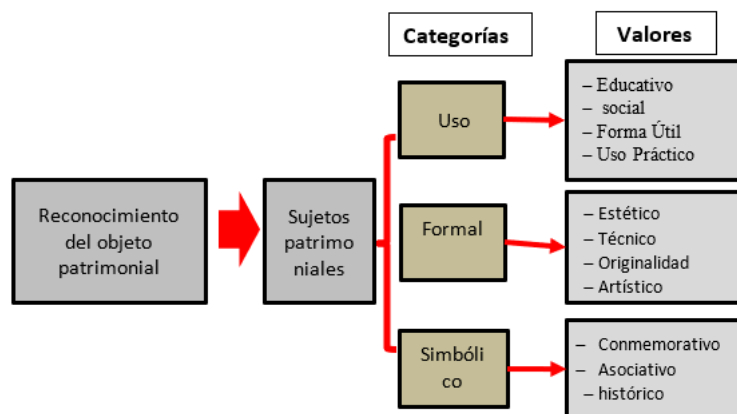 Categorías
Valores
Reconocimiento
del objeto
patrimonial
Sujetos
patrimo
niales
Uso
– Educativo
– social
– Forma Útil
– Uso Práctico
Formal
– Estético
– Técnico
– Originalidad
– Artístico
Simbóli
co
– Conmemorativo
– Asociativo
– histórico